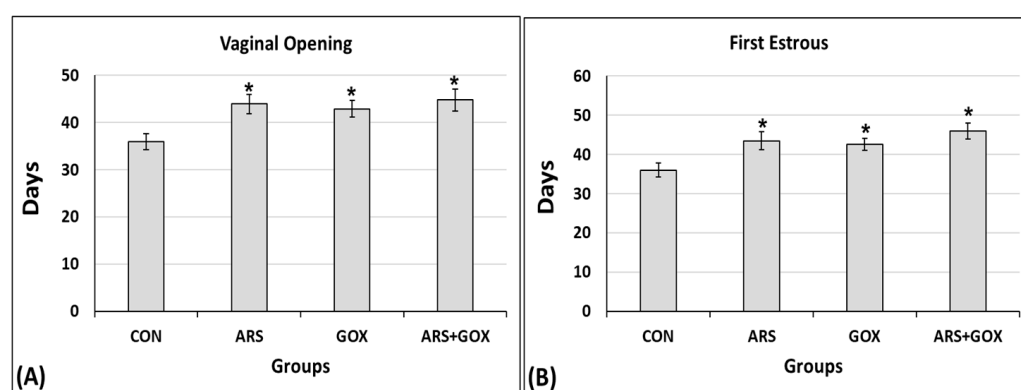 Vaginal Opening
50
40
30
20
10
0
Days
* * *
CON ARS GOX ARS+GOX
Groups
(A)
First Estrous
60
50
40
30
20
10
0
Days
* * *
CON ARS GOX ARS+GOX
Groups
(B)